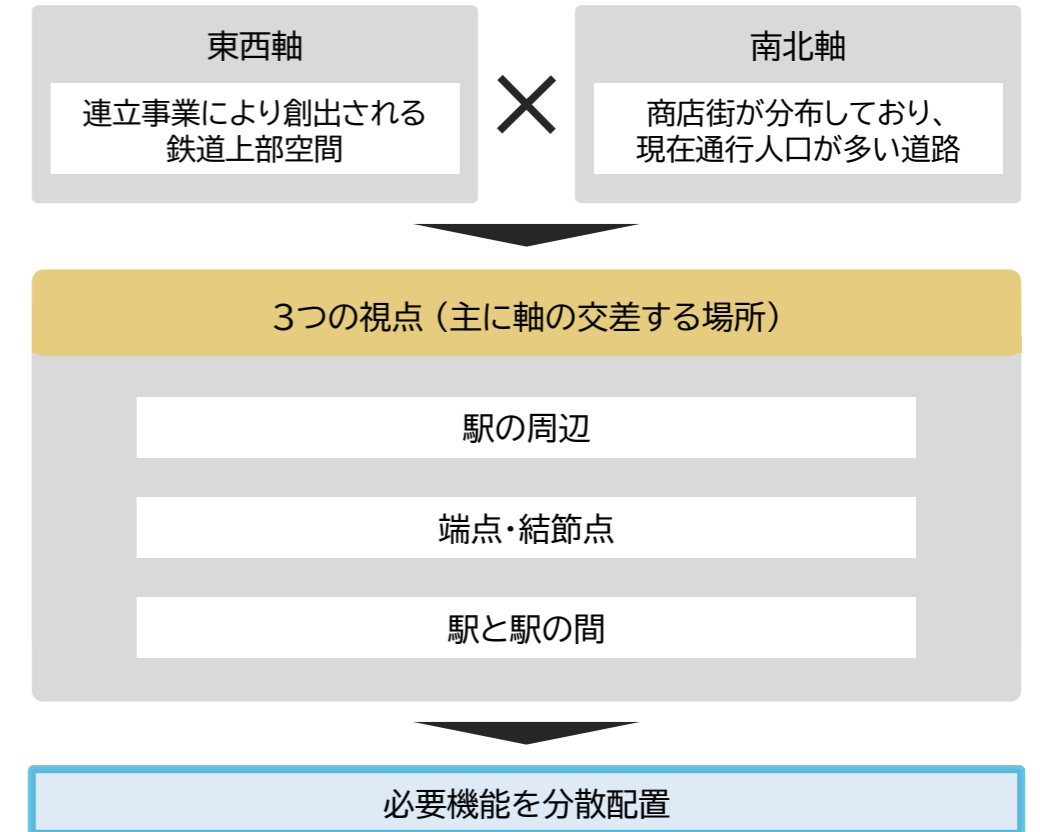 東西軸
連立事業により創出される
鉄道上部空間
×
南北軸
商店街が分布しており、
現在通行人口が多い道路
3つの視点（主に軸の交差する場所）
駅の周辺
端点・結節点
駅と駅の間
必要機能を分散配置